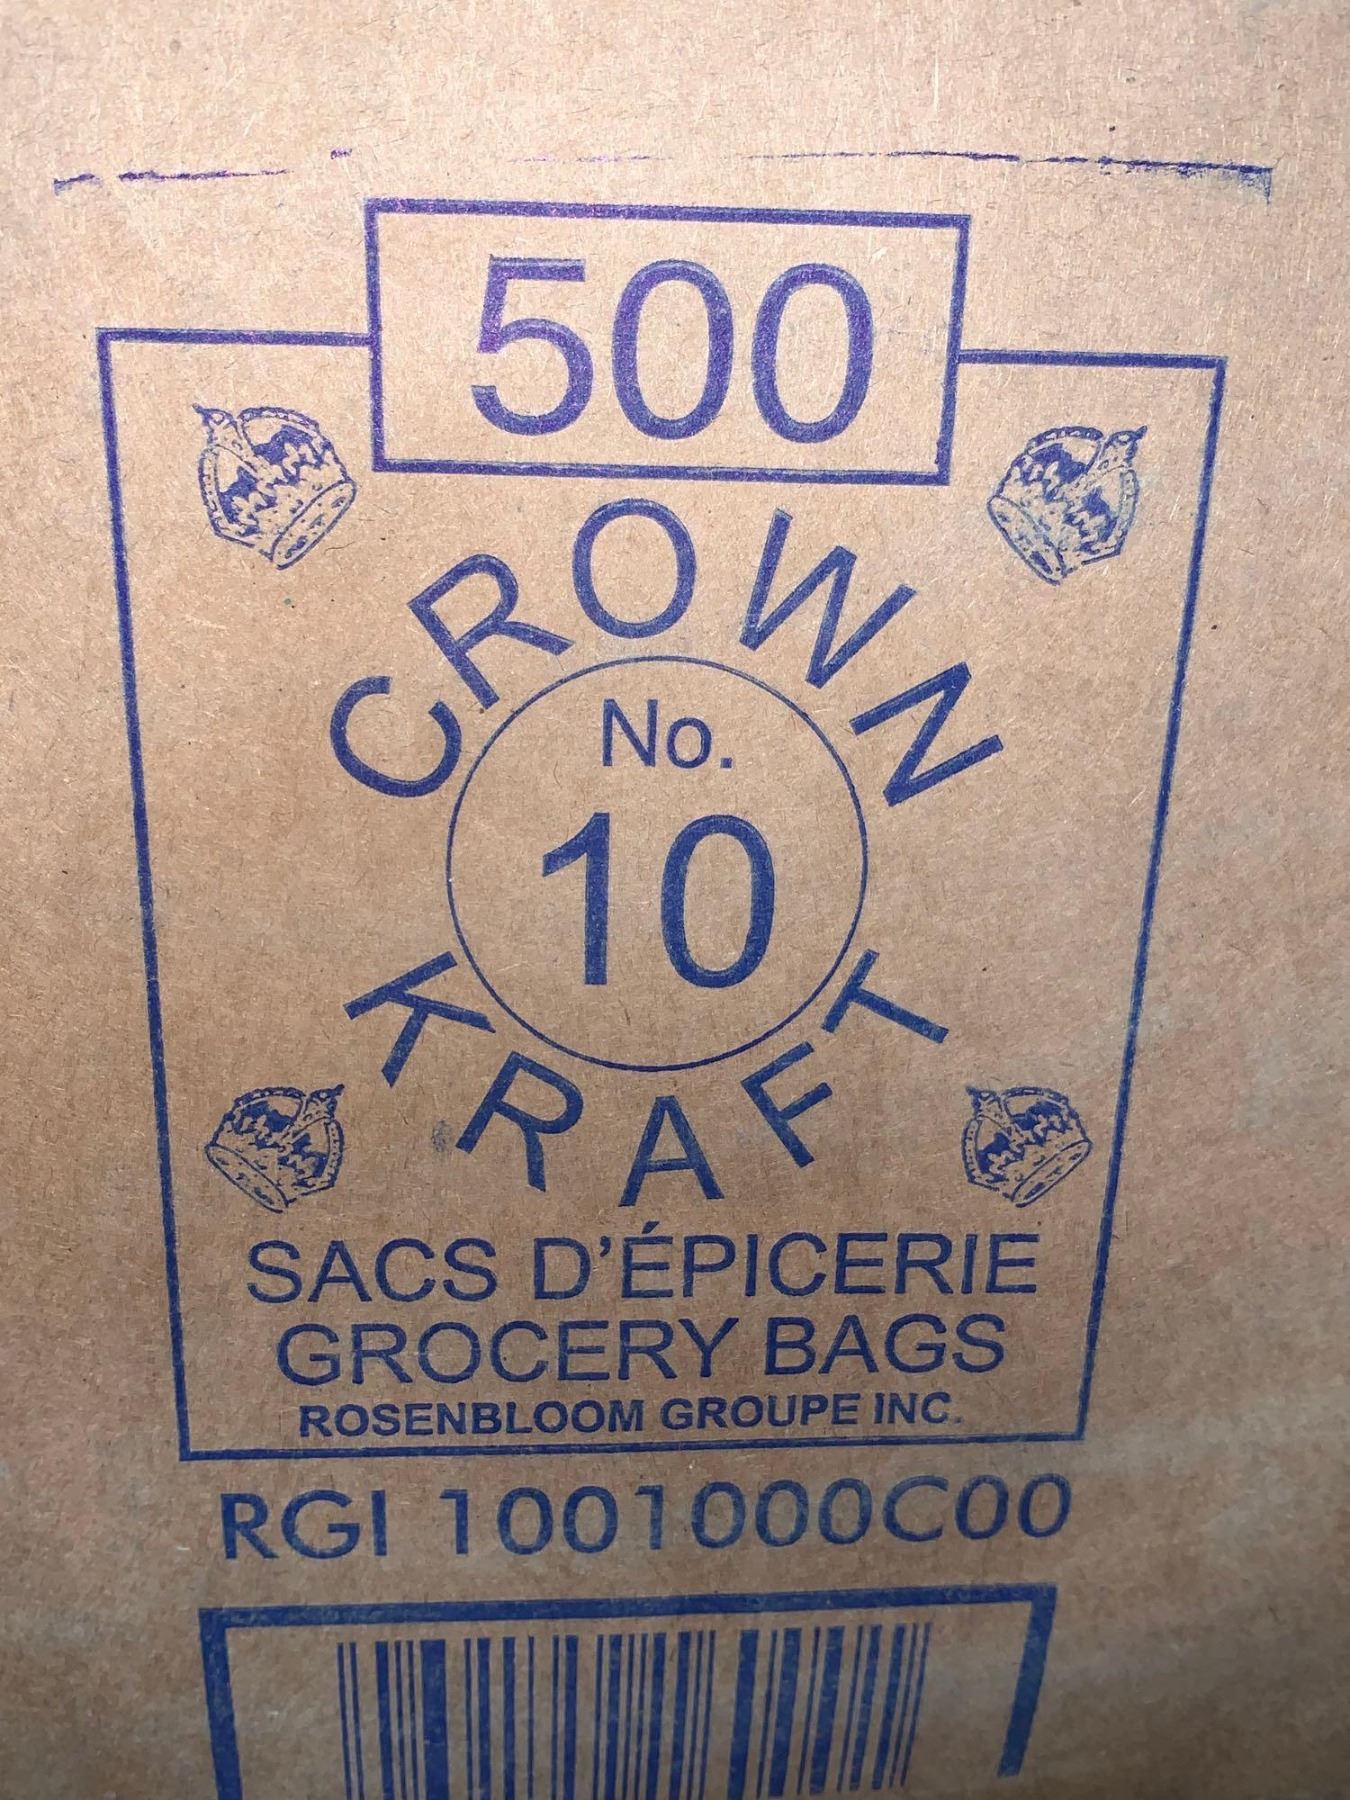 500
CROWN
No.
10
KRAFT
SACS D'ÉPICERIE
GROCERY BAGS
ROSENBLOOM GROUPE INC.
RGI 1001000C00